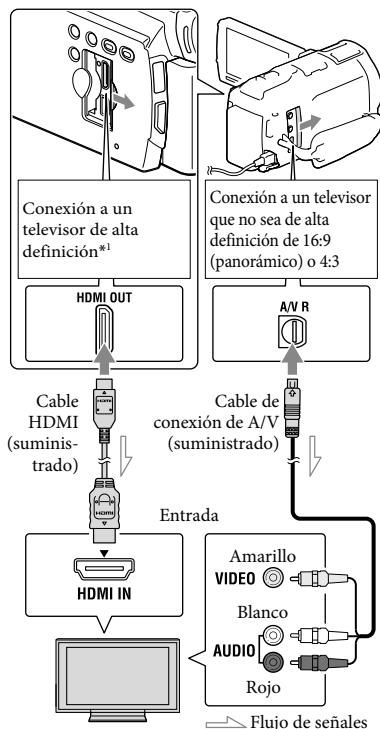 Conexión a un
televisor de alta
definición*1
Conexión a un televisor
que no sea de alta
definición de 16:9
(panorámico) o 4:3
HDMI OUT
A/V R
Cable
HDMI
(suminis-
trado)
Cable de
conexión de A/V
(suministrado)
HDMI
HDMI
Entrada
HDMI IN
Amarillo
VIDEO
Blanco
AUDIO
Rojo
Flujo de señales